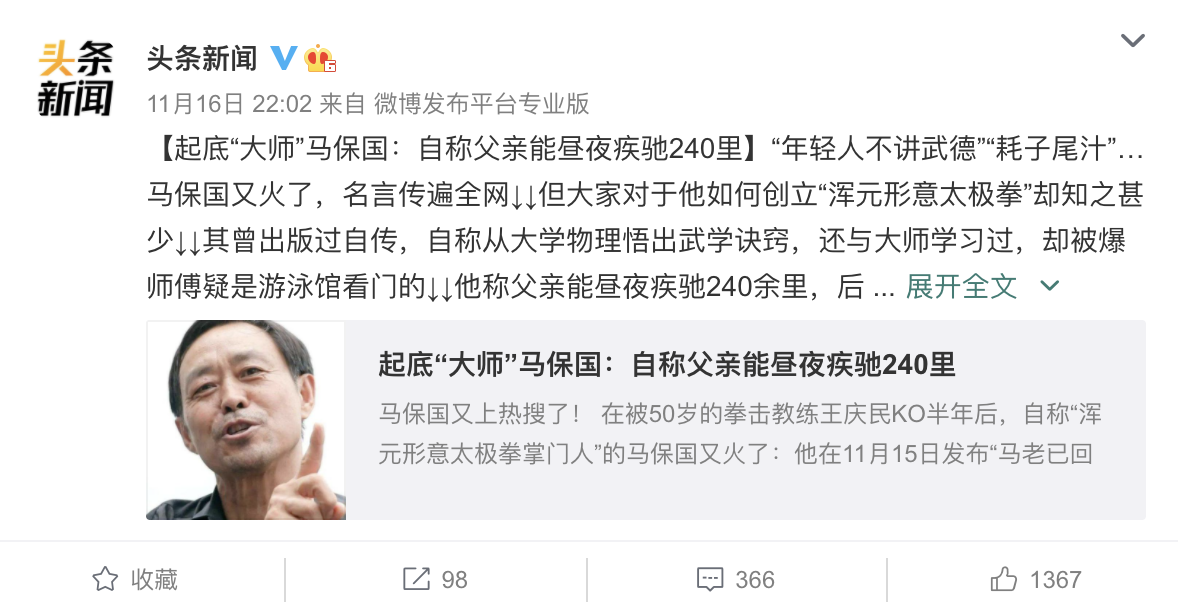 头条
新闻
头条新闻
11月16日 22:02 来自 微博发布平台专业版
【起底“大师”马保国：自称父亲能昼夜疾驰240里】“年轻人不讲武德”“耗子尾汁”…
马保国又火了，名言传遍全网↓↓但大家对于他如何创立“浑元形意太极拳”却知之甚
少↓↓其曾出版过自传，自称从大学物理悟出武学诀窍，还与大师学习过，却被爆
师傅疑是游泳馆看门的↓↓他称父亲能昼夜疾驰240余里，后 ... 展开全文
起底“大师”马保国：自称父亲能昼夜疾驰240里
马保国又上热搜了！ 在被50岁的拳击教练王庆民KO半年后，自称“浑
元形意太极拳掌门人”的马保国又火了：他在11月15日发布“马老已回
收藏 98 366 1367